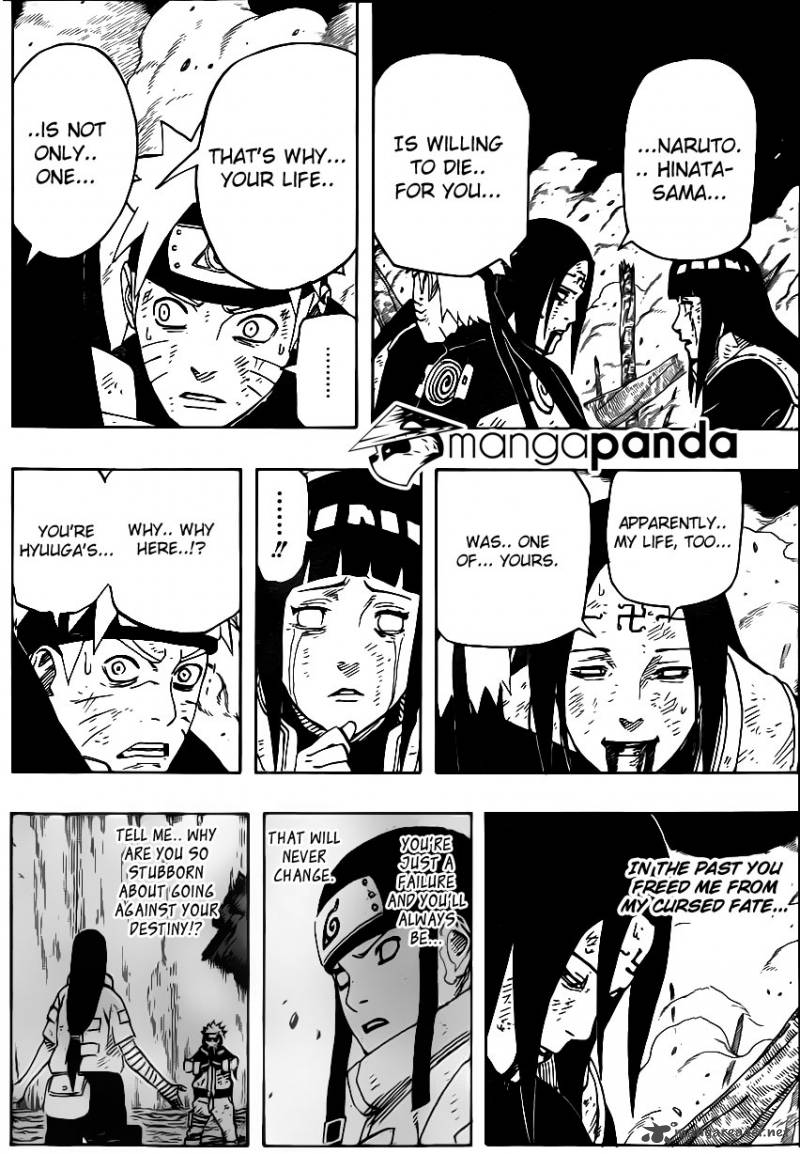 ...NARUTO.
.. HINATA-
SAMA...
IS WILLING
TO DIE..
FOR YOU...
THAT'S WHY...
YOUR LIFE..
..IS NOT
ONLY..
ONE...
........
mangapanda
APPARENTLY..
MY LIFE, TOO...
WAS.. ONE
OF... YOURS.
......!!
WHY.. WHY
HERE..!?
YOU'RE
HYUUGA'S...
IN THE PAST YOU
FREED ME FROM
MY CURSED FATE...
YOU'RE
JUST A
FAILURE
AND YOU'LL
ALWAYS
BE...
THAT WILL
NEVER
CHANGE.
TELL ME.. WHY
ARE YOU SO
STUBBORN
ABOUT GOING
AGAINST YOUR
DESTINY!?